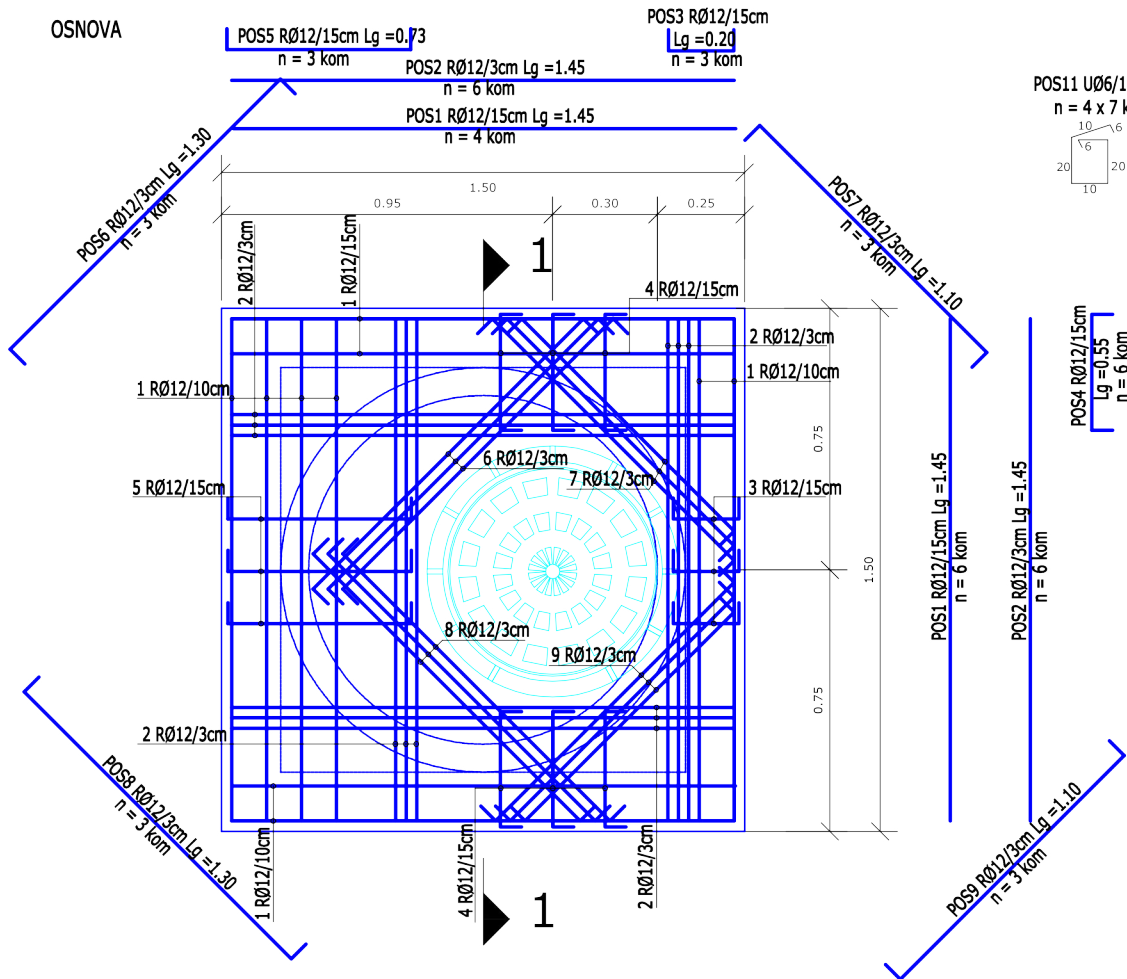 OSNOVA
POS5 RØ12/15cm Lg =0.73
n = 3 kom
POS3 RØ12/15cm
Lg =0.20
n = 3 kom
POS2 RØ12/3cm Lg =1.45
n = 6 kom
POS1 RØ12/15cm Lg =1.45
n = 4 kom
POS11 UØ6/1
n = 4 x 7 k
10
6
6
20
20
10
POS6 RØ12/3cm Lg =1.30
n = 3 kom
POS7 RØ12/3cm Lg =1.10
n = 3 kom
1.50
0.95
0.30
0.25
1
2 RØ12/3cm
1 RØ12/15cm
4 RØ12/15cm
2 RØ12/3cm
1 RØ12/10cm
1 RØ12/10cm
6 RØ12/3cm
7 RØ12/3cm
5 RØ12/15cm
3 RØ12/15cm
0.75
1.50
0.75
POS1 RØ12/15cm Lg =1.45
n = 6 kom
POS2 RØ12/3cm Lg =1.45
n = 6 kom
POS4 RØ12/15cm
Lg =0.55
n = 6 kom
8 RØ12/3cm
9 RØ12/3cm
2 RØ12/3cm
POS8 RØ12/3cm Lg =1.30
n = 3 kom
1 RØ12/10cm
4 RØ12/15cm
2 RØ12/3cm
1
POS9 RØ12/3cm Lg =1.10
n = 3 kom